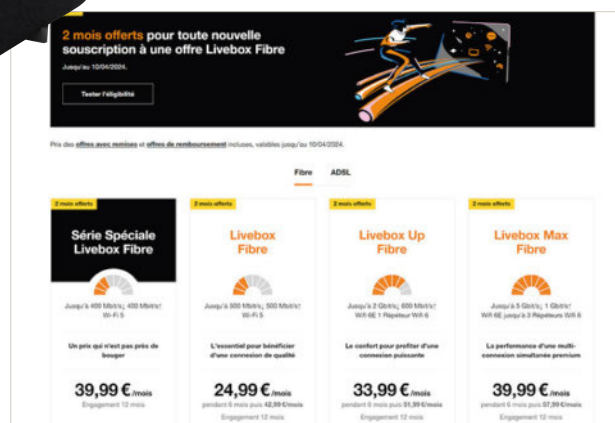 2 mois offerts pour toute nouvelle
souscription à une offre Livebox Fibre
Jusqu'au 10/04/2024.
Tester l'éligibilité
Prix des offres avec remises et offres de remboursement incluses, valables jusqu'au 10/04/2024.
Fibre ADSL
2 mois offerts
Série Spéciale
Livebox Fibre
Jusqu'à 400 Mbit/s↓ 400 Mbit/s↑
Wi-Fi 5
Un prix qui n'est pas près de
bouger
39,99 € /mois
Engagement 12 mois
2 mois offerts
Livebox
Fibre
Jusqu'à 500 Mbit/s↓ 500 Mbit/s↑
Wi-Fi 5
L'essentiel pour bénéficier
d'une connexion de qualité
24,99 € /mois
pendant 6 mois puis 42,99 €/mois
Engagement 12 mois
2 mois offerts
Livebox Up
Fibre
Jusqu'à 2 Gbit/s↓ 800 Mbit/s↑
Wifi 6E 1 Répéteur Wifi 6
Le confort pour profiter d'une
connexion puissante
33,99 € /mois
pendant 6 mois puis 51,99 €/mois
Engagement 12 mois
2 mois offerts
Livebox Max
Fibre
Jusqu'à 5 Gbit/s↓ 1 Gbit/s↑
Wifi 6E jusqu'à 3 Répéteurs Wifi 6
La performance d'une multi-
connexion simultanée premium
39,99 € /mois
pendant 6 mois puis 57,99 €/mois
Engagement 12 mois